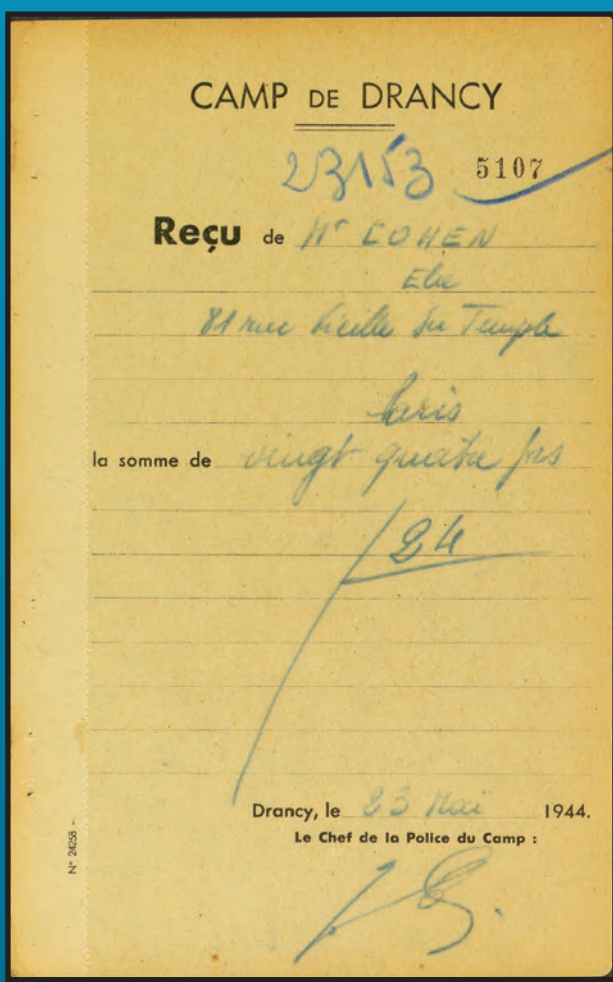 CAMP DE DRANCY
23153 5107
Reçu de Mr COHEN
Elie
81 rue Vieille du Temple
Paris
la somme de vingt quatre frs
24
Drancy, le 23 Mai 1944.
Le Chef de la Police du Camp :
N° 24258 -